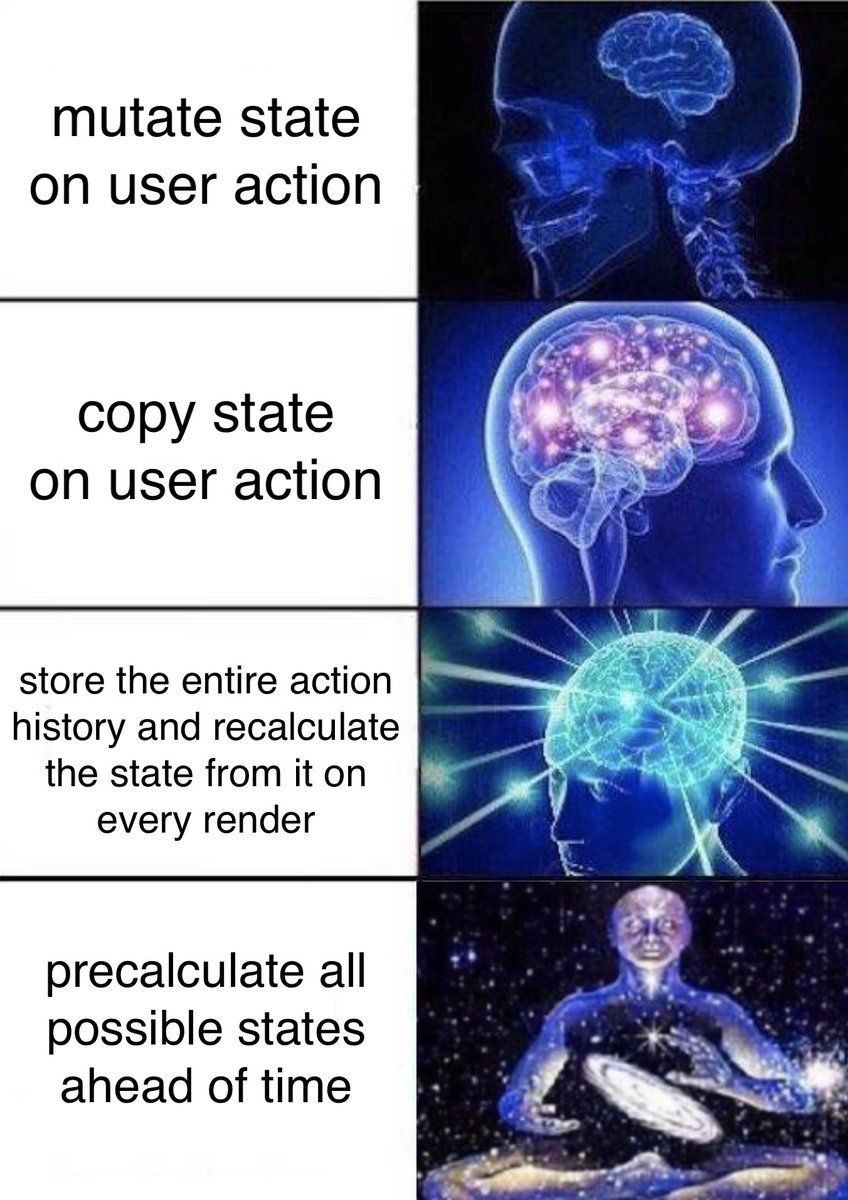 mutate state
on user action
copy state
on user action
store the entire action
history and recalculate
the state from it on
every render
precalculate all
possible states
ahead of time